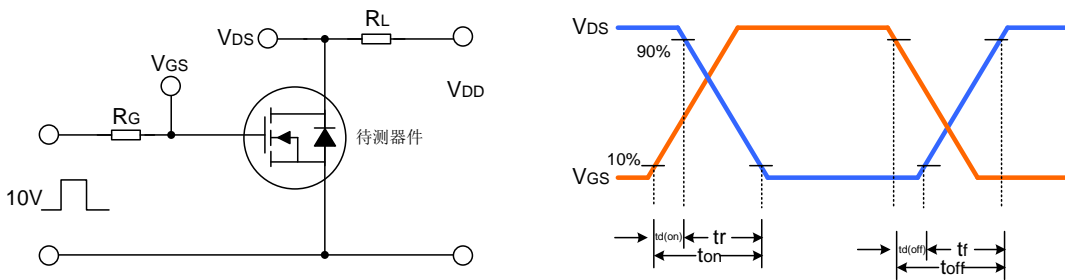 VDS
RL
VGS
VDD
RG
待测器件
10V
VDS
90%
10%
VGS
td(on)
tr
ton
td(off)
tf
toff